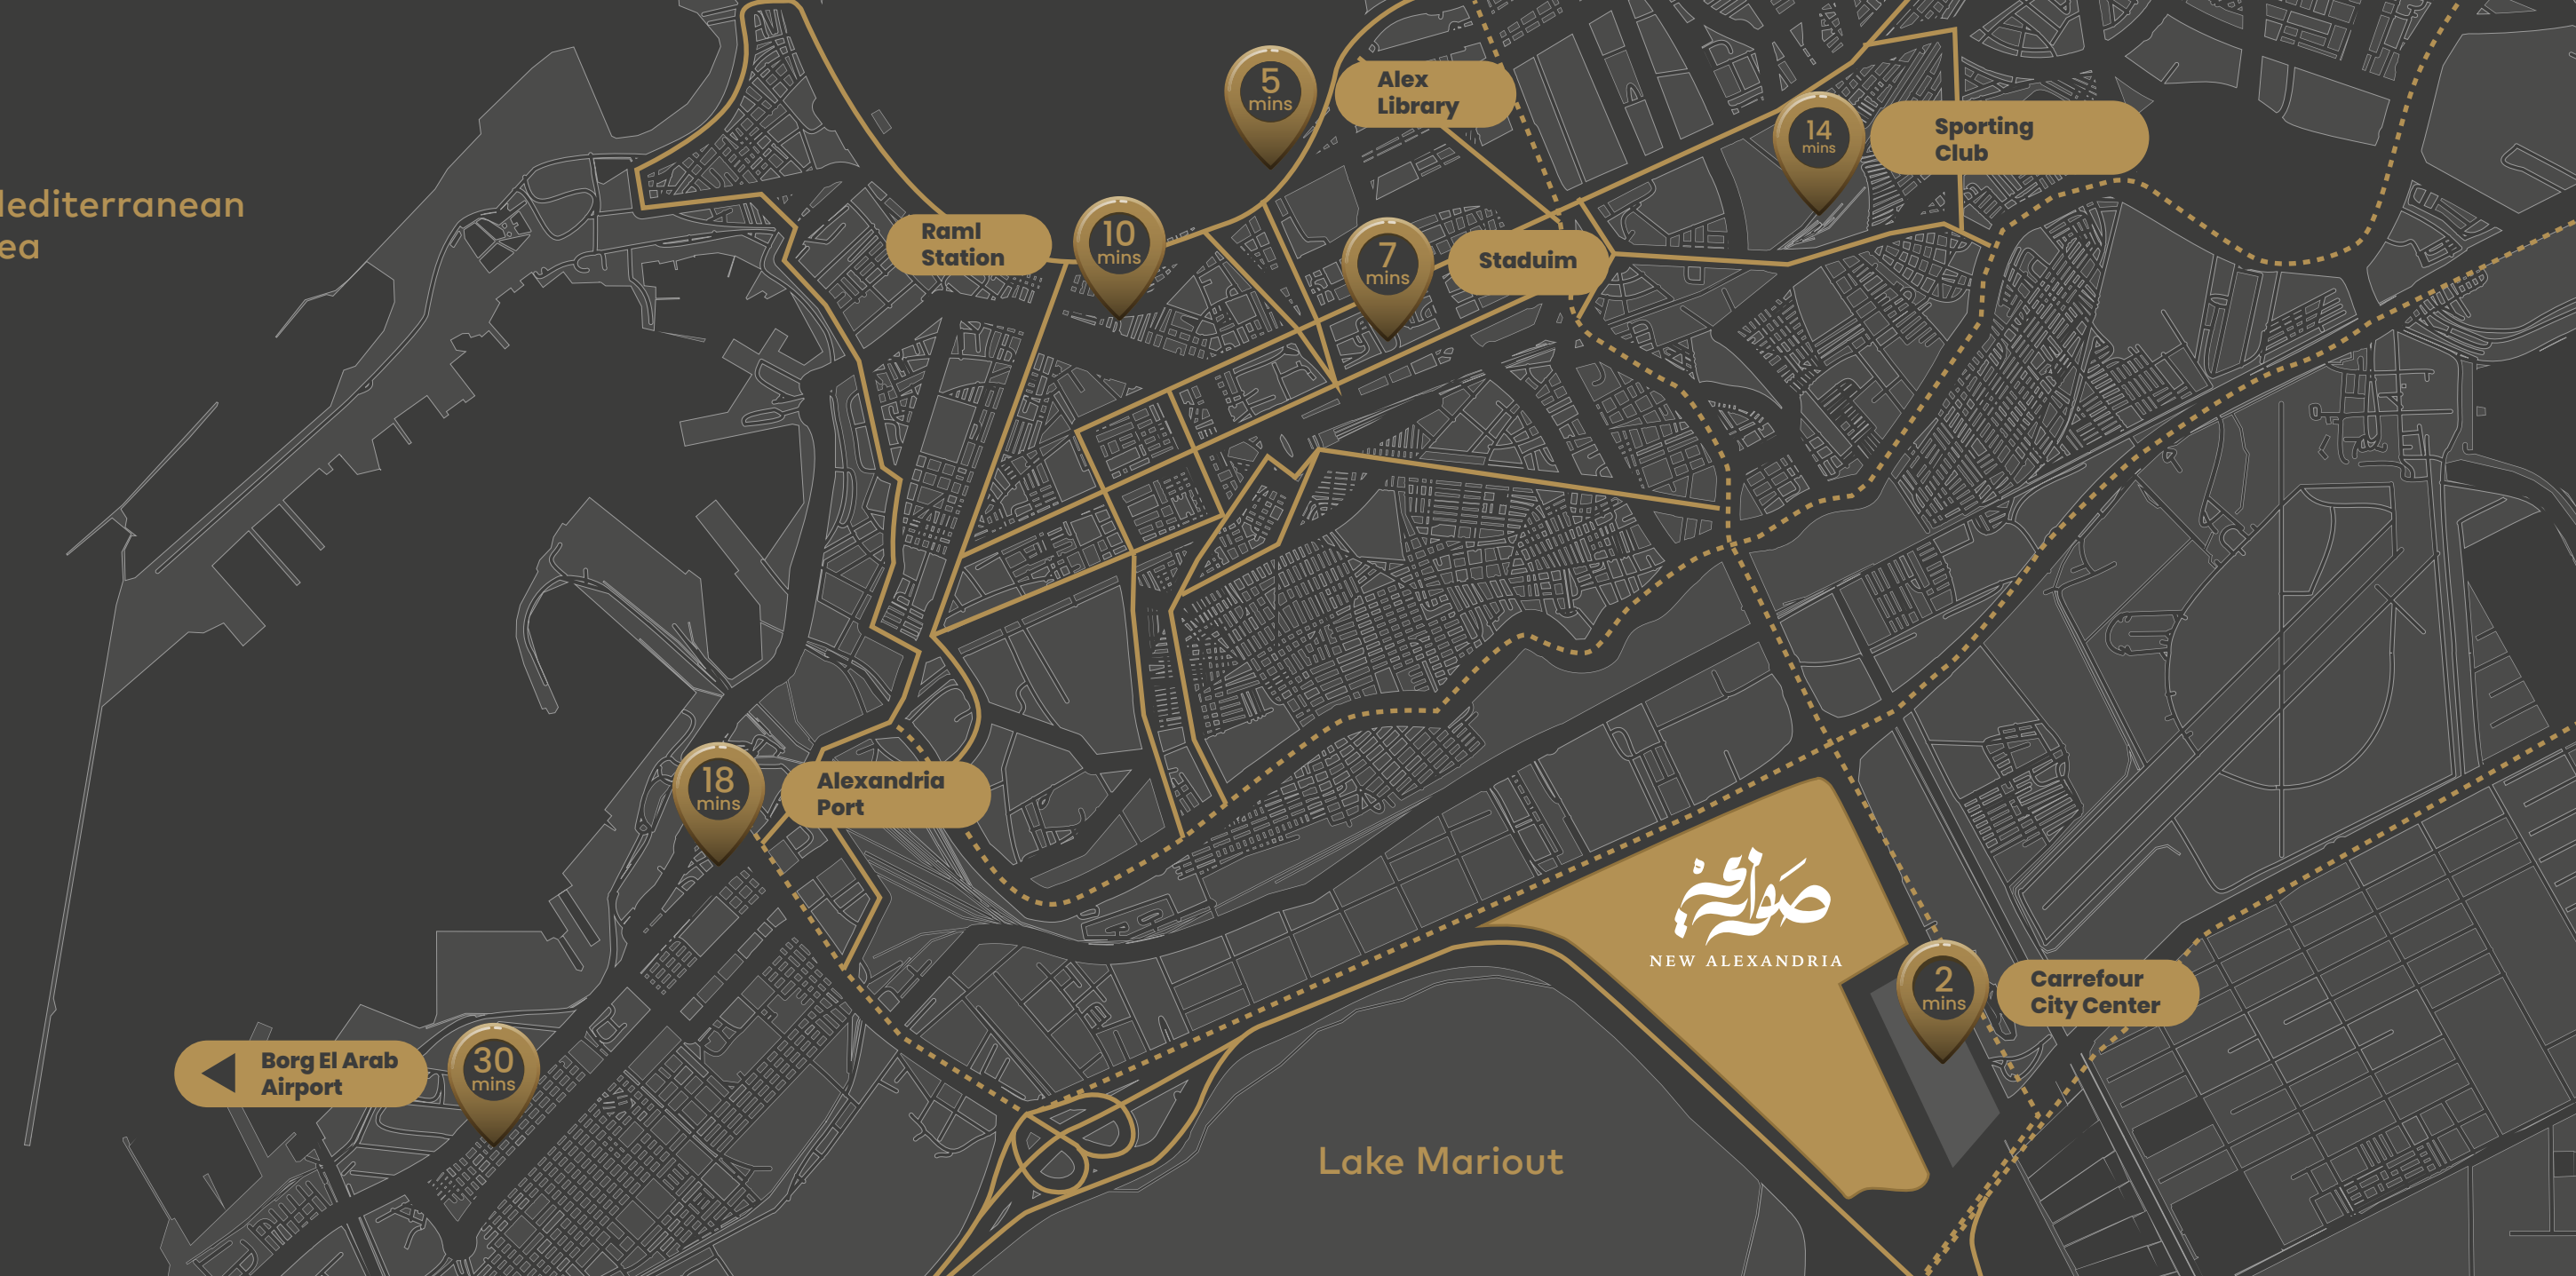 5
mins
Alex
Library
14
mins
Sporting
Club
editerranean
ea
Raml
Station
10
mins
7
mins
Staduim
18
mins
Alexandria
Port
صواري
NEW ALEXANDRIA
2
mins
Carrefour
City Center
Borg El Arab
Airport
30
mins
Lake Mariout